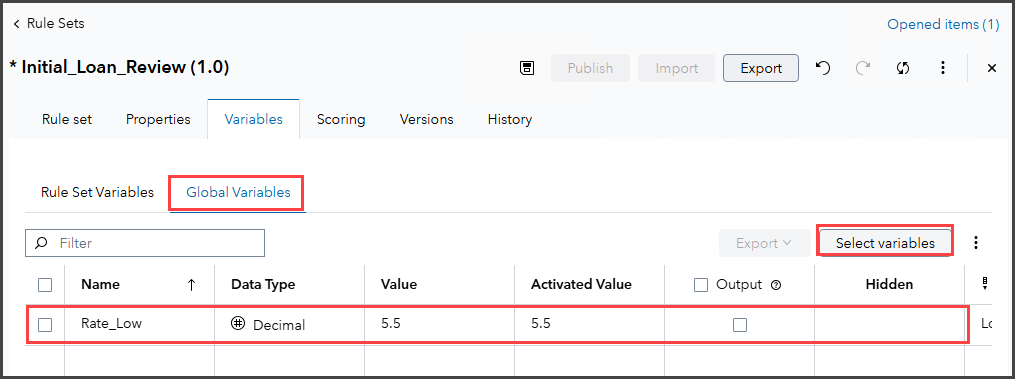 Rule Sets Opened items (1)
* Initial_Loan_Review (1.0) Publish Import Export
Rule set Properties Variables Scoring Versions History
Rule Set Variables Global Variables
Filter Export Select variables
Name Data Type Value Activated Value Output Hidden
Rate_Low Decimal 5.5 5.5